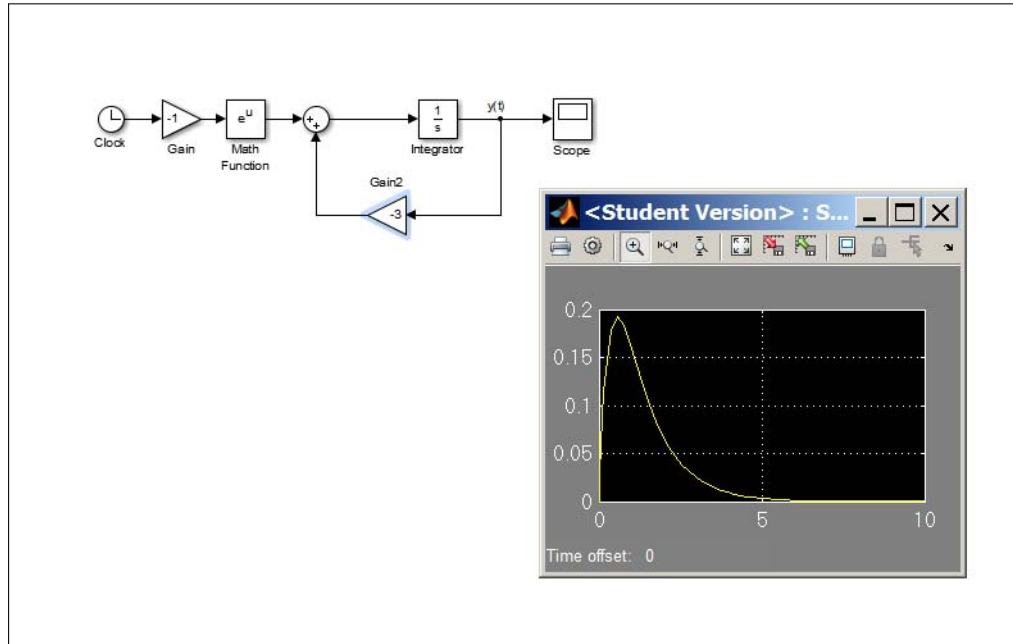 -1
e^u
+
+
1
s
y(t)
Clock
Gain
Math
Function
Integrator
Scope
Gain2
-3
<Student Version> : S...
0.2
0.15
0.1
0.05
0
0
5
10
Time offset: 0